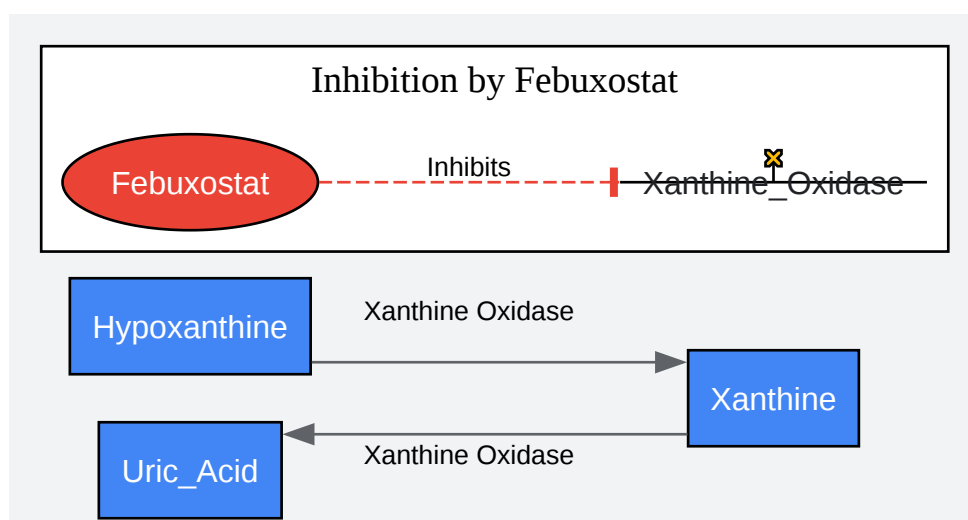 Inhibition by Febuxostat
Febuxostat
Inhibits
Xanthine_Oxidase
Hypoxanthine
Xanthine Oxidase
Xanthine
Uric_Acid
Xanthine Oxidase